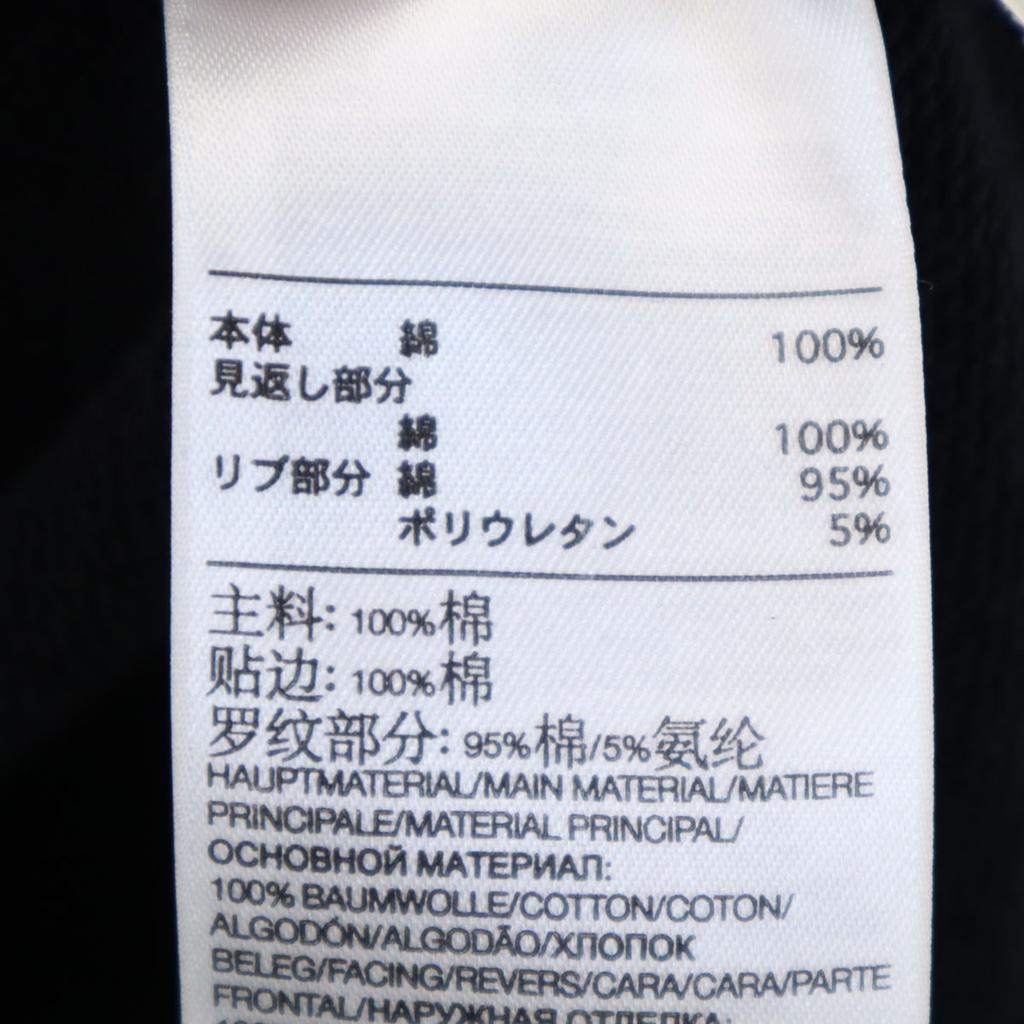 本体 綿 100%
見返し部分
綿 100%
リブ部分 綿 95%
ポリウレタン 5%
主料: 100%棉
贴边: 100%棉
罗纹部分: 95%棉/5%氨纶
HAUPTMATERIAL/MAIN MATERIAL/MATIERE
PRINCIPALE/MATERIAL PRINCIPAL/
ОСНОВНОЙ МАТЕРИАЛ:
100% BAUMWOLLE/COTTON/COTON/
ALGODÓN/ALGODÃO/ХЛОПОК
BELEG/FACING/REVERS/CARA/CARA/PARTE
FRONTAL/НАРУЖНАЯ ОТДЕЛКА: